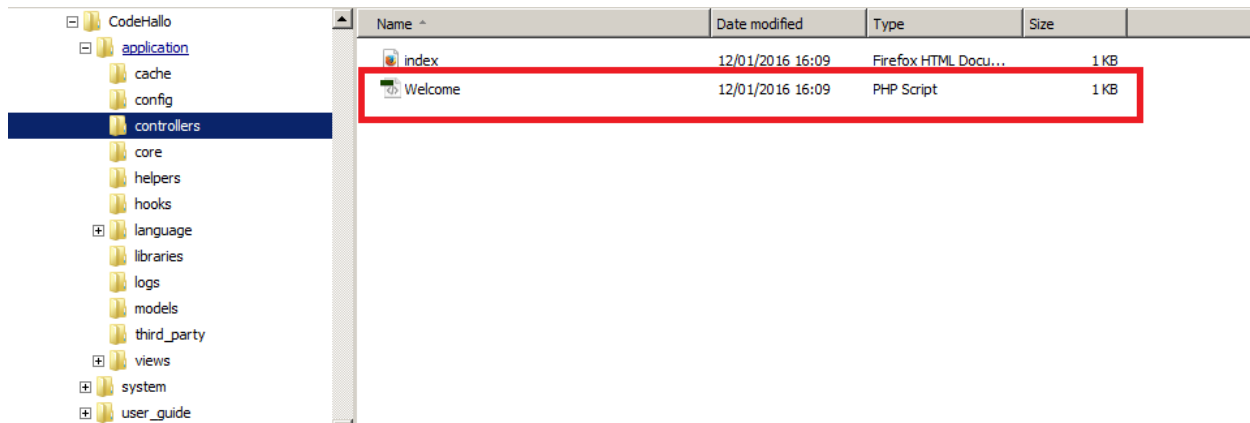 CodeHallo
application
cache
config
controllers
core
helpers
hooks
language
libraries
logs
models
third_party
views
system
user_guide
Name Date modified Type Size
index 12/01/2016 16:09 Firefox HTML Docu... 1 KB
Welcome 12/01/2016 16:09 PHP Script 1 KB